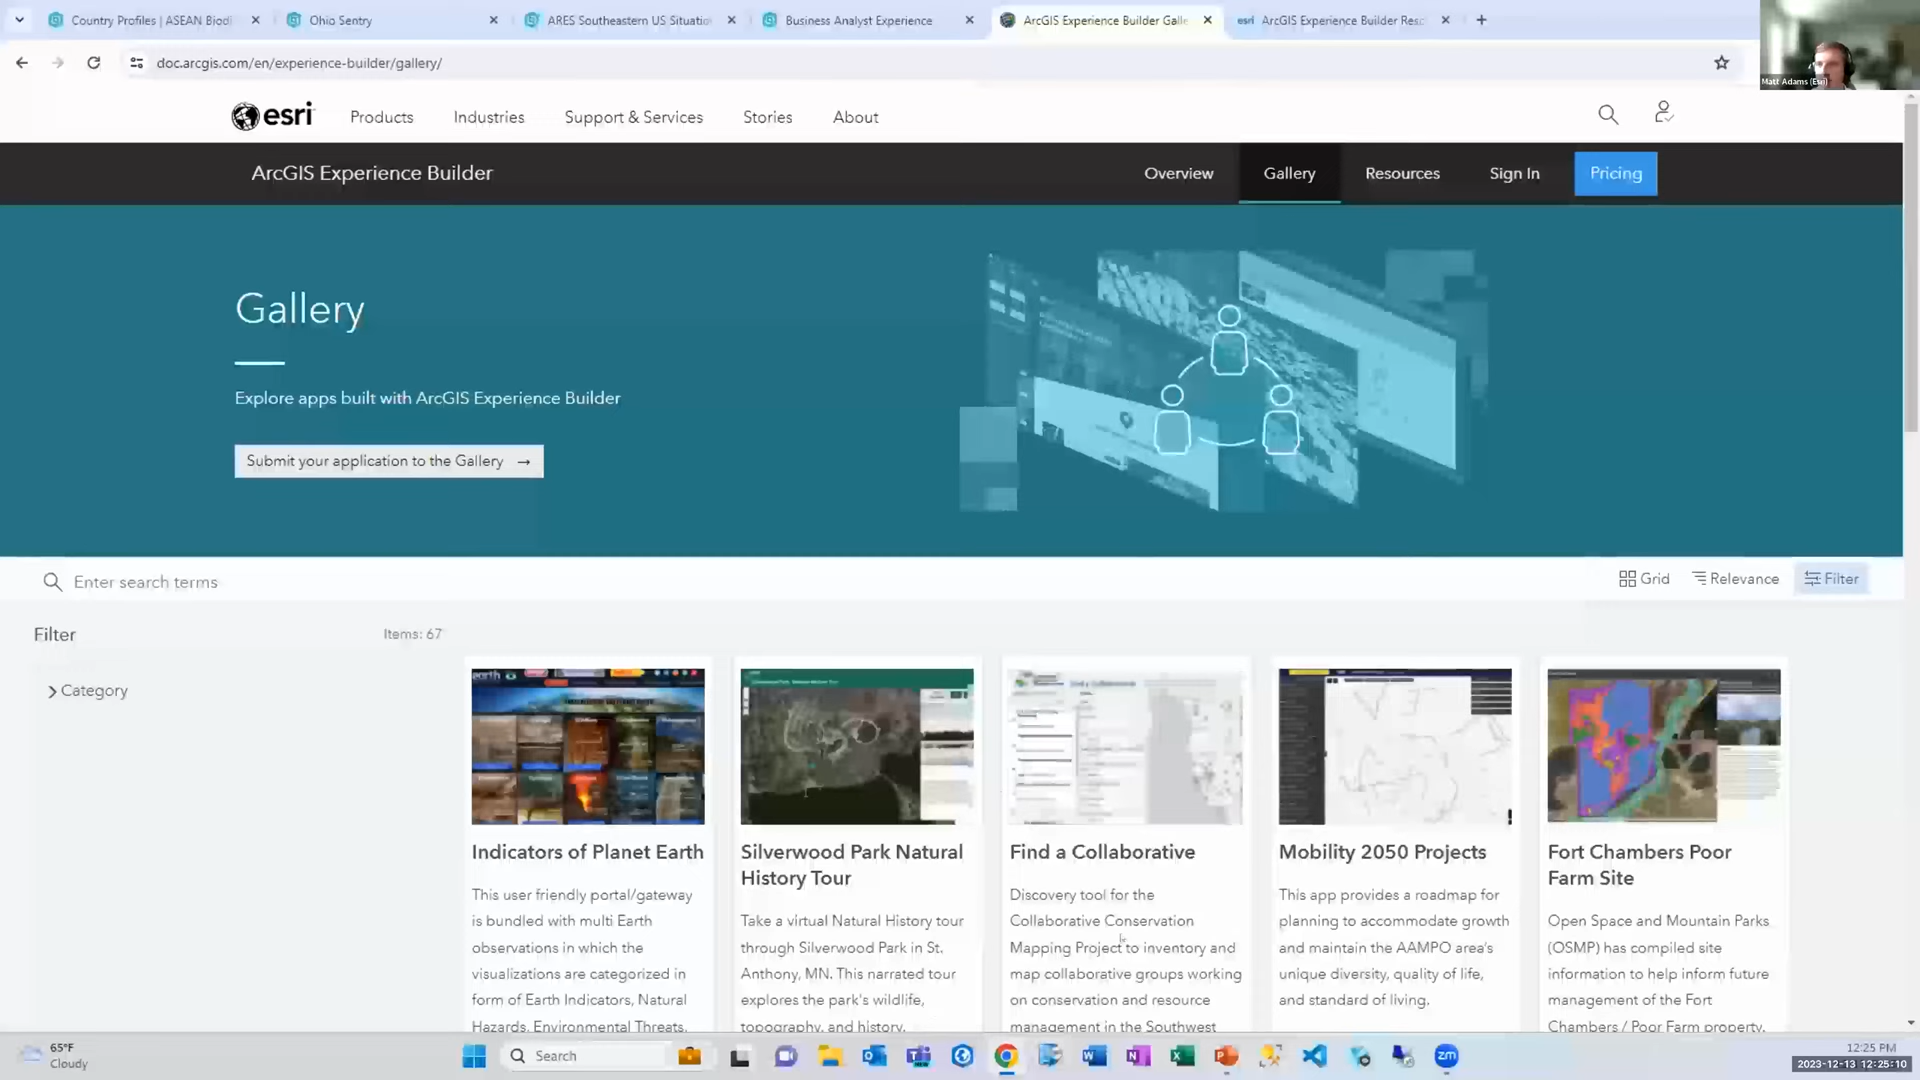 Country Profiles | ASEAN Biodi
Ohio Sentry
ARES Southeastern US Situatio
Business Analyst Experience
ArcGIS Experience Builder Galle
esri ArcGIS Experience Builder Reso
doc.arcgis.com/en/experience-builder/gallery/
Matt Adams (Esri)
esri
Products
Industries
Support & Services
Stories
About
ArcGIS Experience Builder
Overview
Gallery
Resources
Sign In
Pricing
Gallery
Explore apps built with ArcGIS Experience Builder
Submit your application to the Gallery →
Enter search terms
Grid
Relevance
Filter
Filter
Items: 67
Category
Indicators of Planet Earth
This user friendly portal/gateway
is bundled with multi Earth
observations in which the
visualizations are categorized in
form of Earth Indicators, Natural
Hazards, Environmental Threats,
Silverwood Park Natural
History Tour
Take a virtual Natural History tour
through Silverwood Park in St.
Anthony, MN. This narrated tour
explores the park's wildlife,
topography, and history.
Find a Collaborative
Discovery tool for the
Collaborative Conservation
Mapping Project to inventory and
map collaborative groups working
on conservation and resource
management in the Southwest
Mobility 2050 Projects
This app provides a roadmap for
planning to accommodate growth
and maintain the AAMPO area's
unique diversity, quality of life,
and standard of living.
Fort Chambers Poor
Farm Site
Open Space and Mountain Parks
(OSMP) has compiled site
information to help inform future
management of the Fort
Chambers / Poor Farm property.
65°F
Cloudy
Search
12:25 PM
2023-12-13 12:25:10